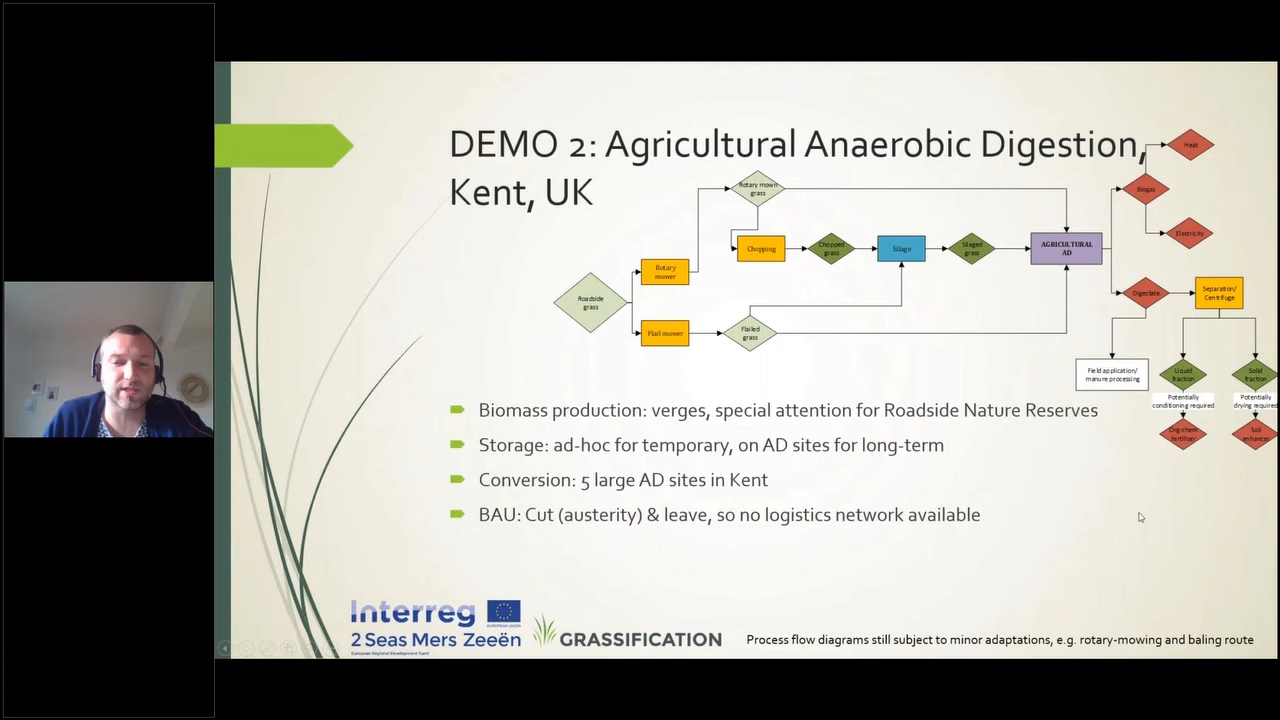 DEMO 2: Agricultural Anaerobic Digestion,
Kent, UK
Heat
Rotary mown
grass
Biogas
Electricity
Chopping
Chopped
grass
Silage
Silaged
grass
AGRICULTURAL
AD
Rotary
mower
Roadside
grass
Flail mower
Flailed
grass
Digestate
Separation/
Centrifuge
Field application/
manure processing
Liquid
fraction
Solid
fraction
Potentially
conditioning required
Potentially
drying required
Org-chem
fertiliser
Soil
enhancer
Biomass production: verges, special attention for Roadside Nature Reserves
Storage: ad-hoc for temporary, on AD sites for long-term
Conversion: 5 large AD sites in Kent
BAU: Cut (austerity) & leave, so no logistics network available
Interreg
EUROPEAN UNION
2 Seas Mers Zeeën
European Regional Development Fund
GRASSIFICATION
Process flow diagrams still subject to minor adaptations, e.g. rotary-mowing and baling route